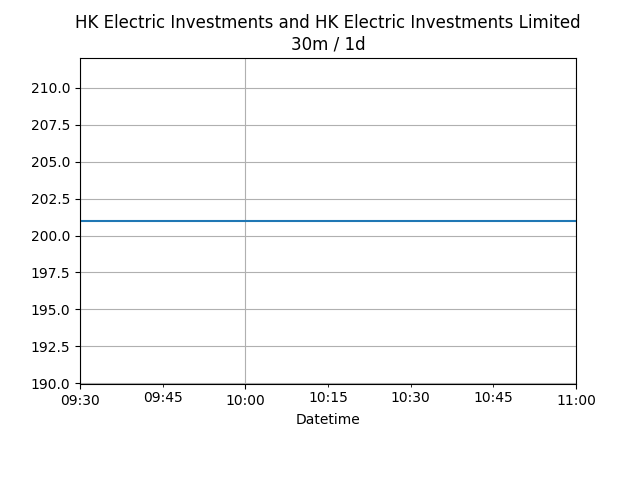 HK Electric Investments and HK Electric Investments Limited
30m / 1d
210.0
207.5
205.0
202.5
200.0
197.5
195.0
192.5
190.0
09:30 09:45 10:00 10:15 10:30 10:45 11:00
Datetime